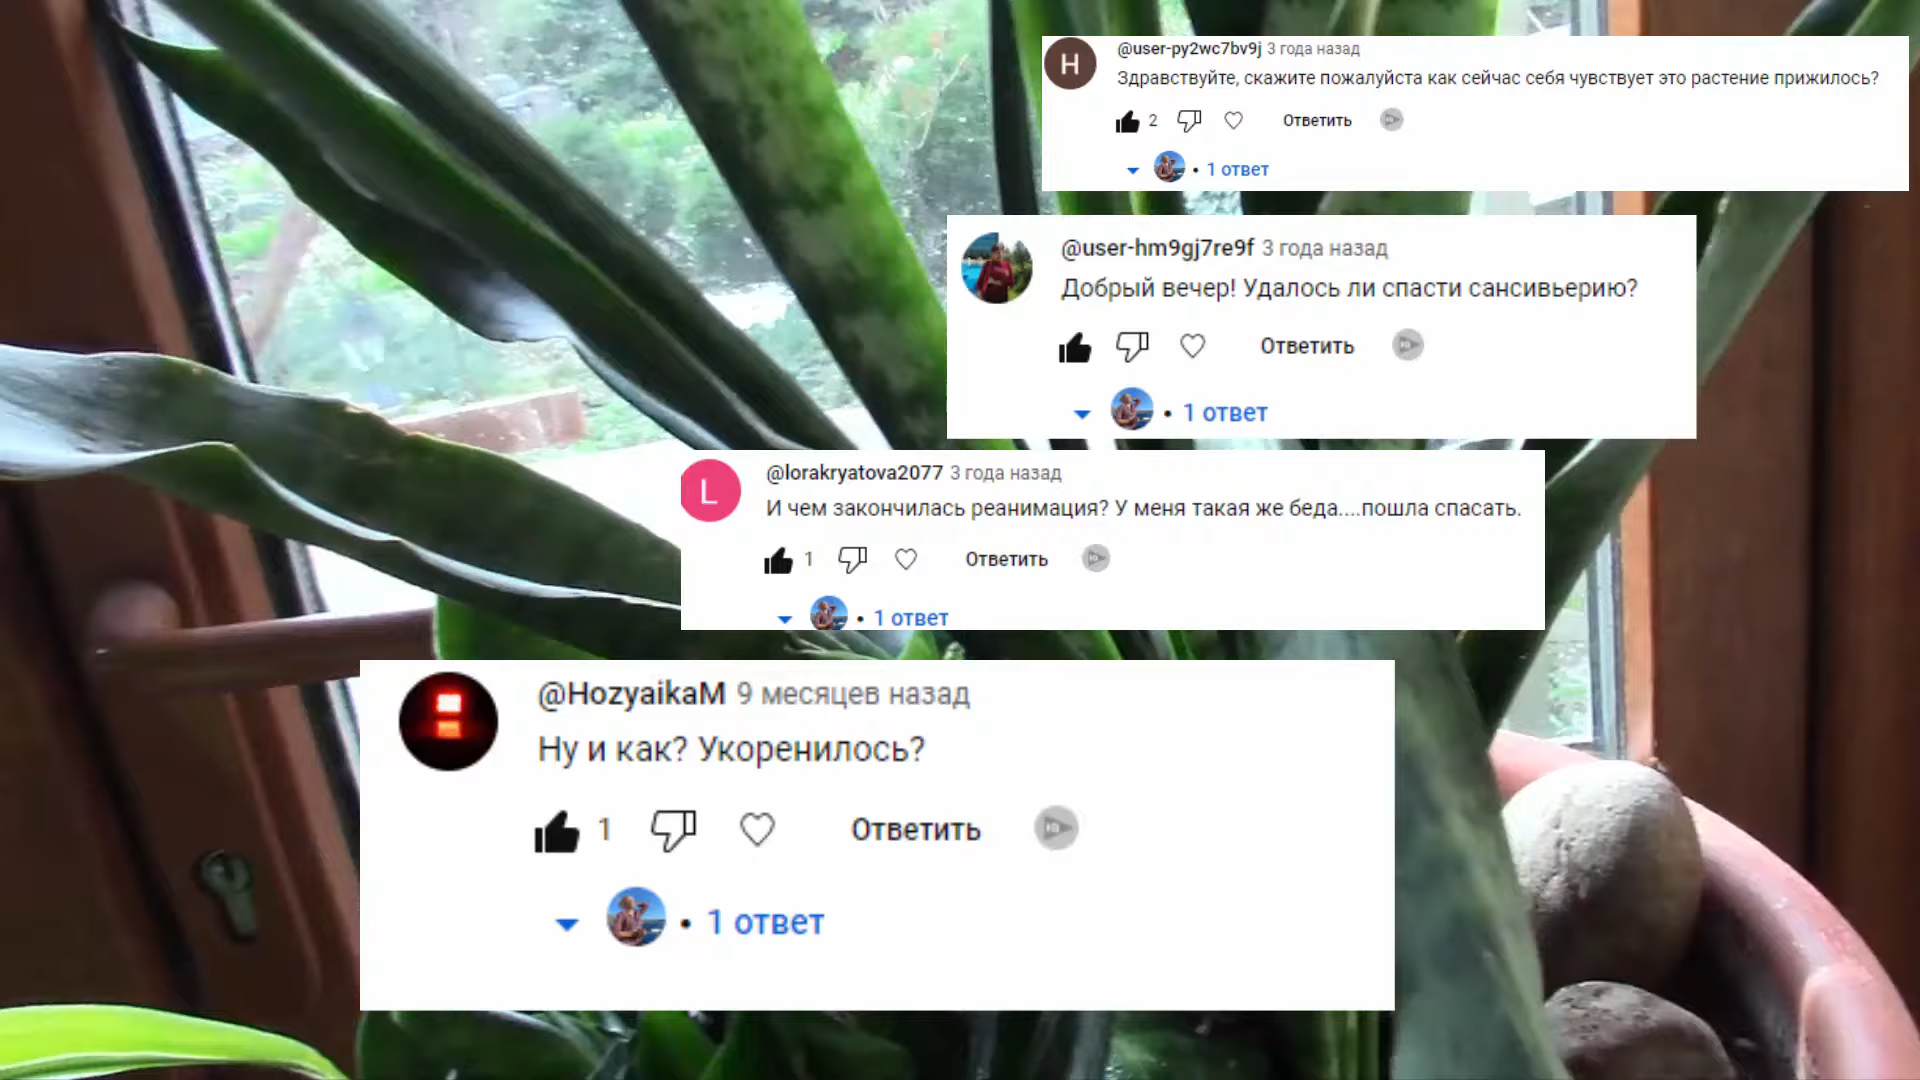 H
@user-py2wc7bv9j 3 года назад
Здравствуйте, скажите пожалуйста как сейчас себя чувствует это растение прижилось?
2 Ответить
• 1 ответ
@user-hm9gj7re9f 3 года назад
Добрый вечер! Удалось ли спасти сансивьерию?
Ответить
• 1 ответ
L
@lorakryatova2077 3 года назад
И чем закончилась реанимация? У меня такая же беда....пошла спасать.
1 Ответить
• 1 ответ
@HozyaikaM 9 месяцев назад
Ну и как? Укоренилось?
1 Ответить
• 1 ответ